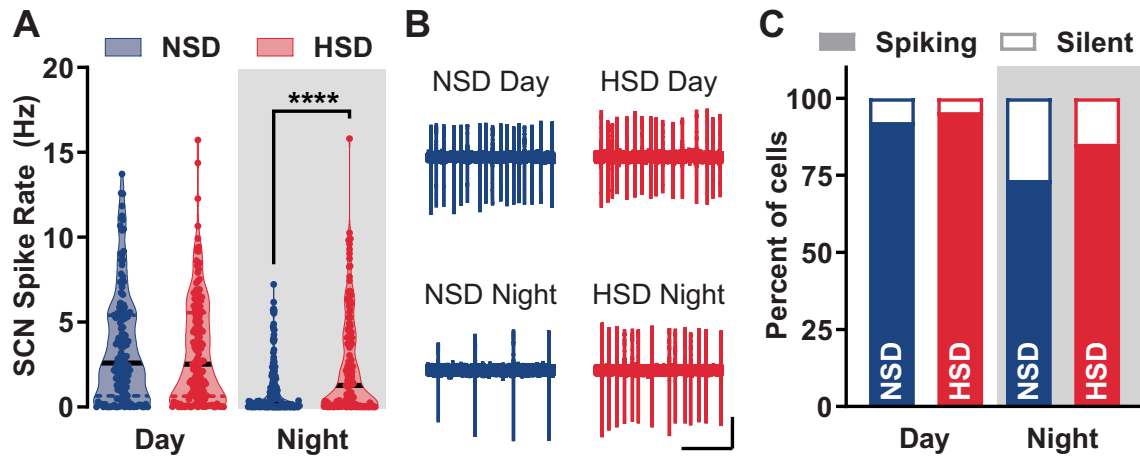 A
NSD HSD
SCN Spike Rate (Hz)
20
15
10
5
0
****
Day Night
B
NSD Day HSD Day
NSD Night HSD Night
C
Spiking Silent
Percent of cells
100
75
50
25
0
NSD HSD NSD HSD
Day Night